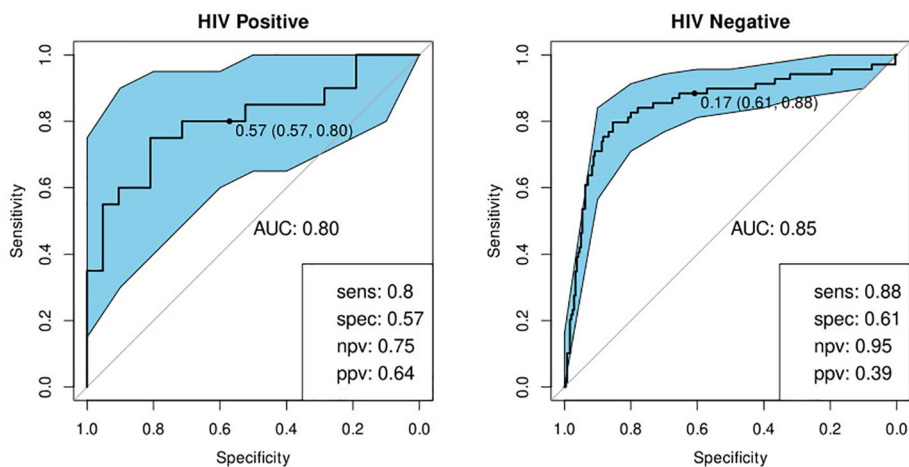 HIV Positive
Sensitivity
1.0
0.8
0.6
0.4
0.2
0.0
0.57 (0.57, 0.80)
AUC: 0.80
sens: 0.8
spec: 0.57
npv: 0.75
ppv: 0.64
1.0 0.8 0.6 0.4 0.2 0.0
Specificity
HIV Negative
Sensitivity
1.0
0.8
0.6
0.4
0.2
0.0
0.17 (0.61, 0.88)
AUC: 0.85
sens: 0.88
spec: 0.61
npv: 0.95
ppv: 0.39
1.0 0.8 0.6 0.4 0.2 0.0
Specificity